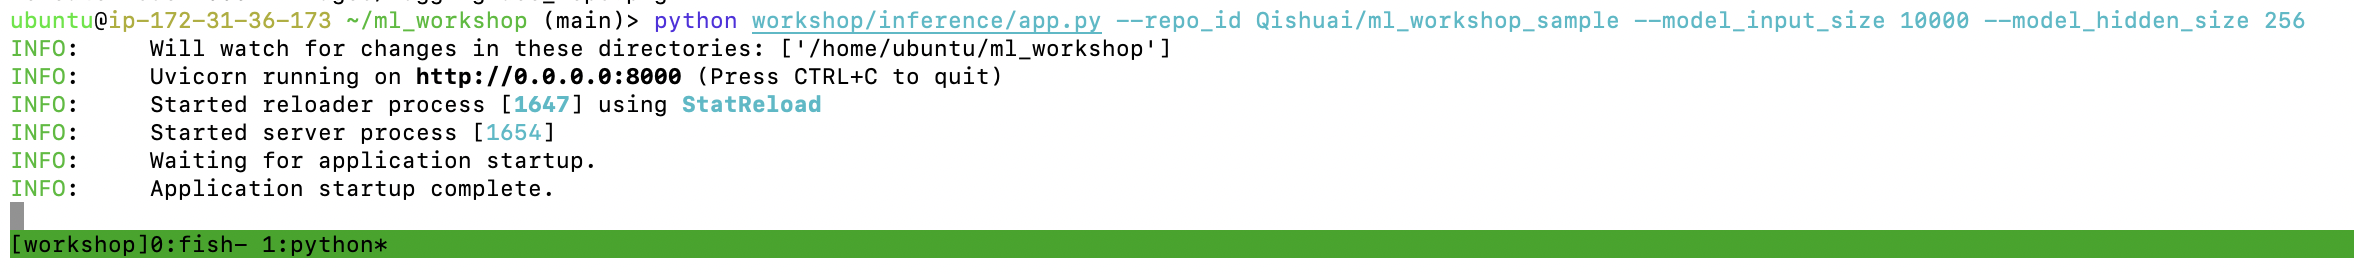 ubuntu@ip-172-31-36-173 ~/ml_workshop (main)> python workshop/inference/app.py --repo_id Qishuai/ml_workshop_sample --model_input_size 10000 --model_hidden_size 256
INFO:     Will watch for changes in these directories: ['/home/ubuntu/ml_workshop']
INFO:     Uvicorn running on http://0.0.0.0:8000 (Press CTRL+C to quit)
INFO:     Started reloader process [1647] using StatReload
INFO:     Started server process [1654]
INFO:     Waiting for application startup.
INFO:     Application startup complete.
[workshop]0:fish- 1:python*